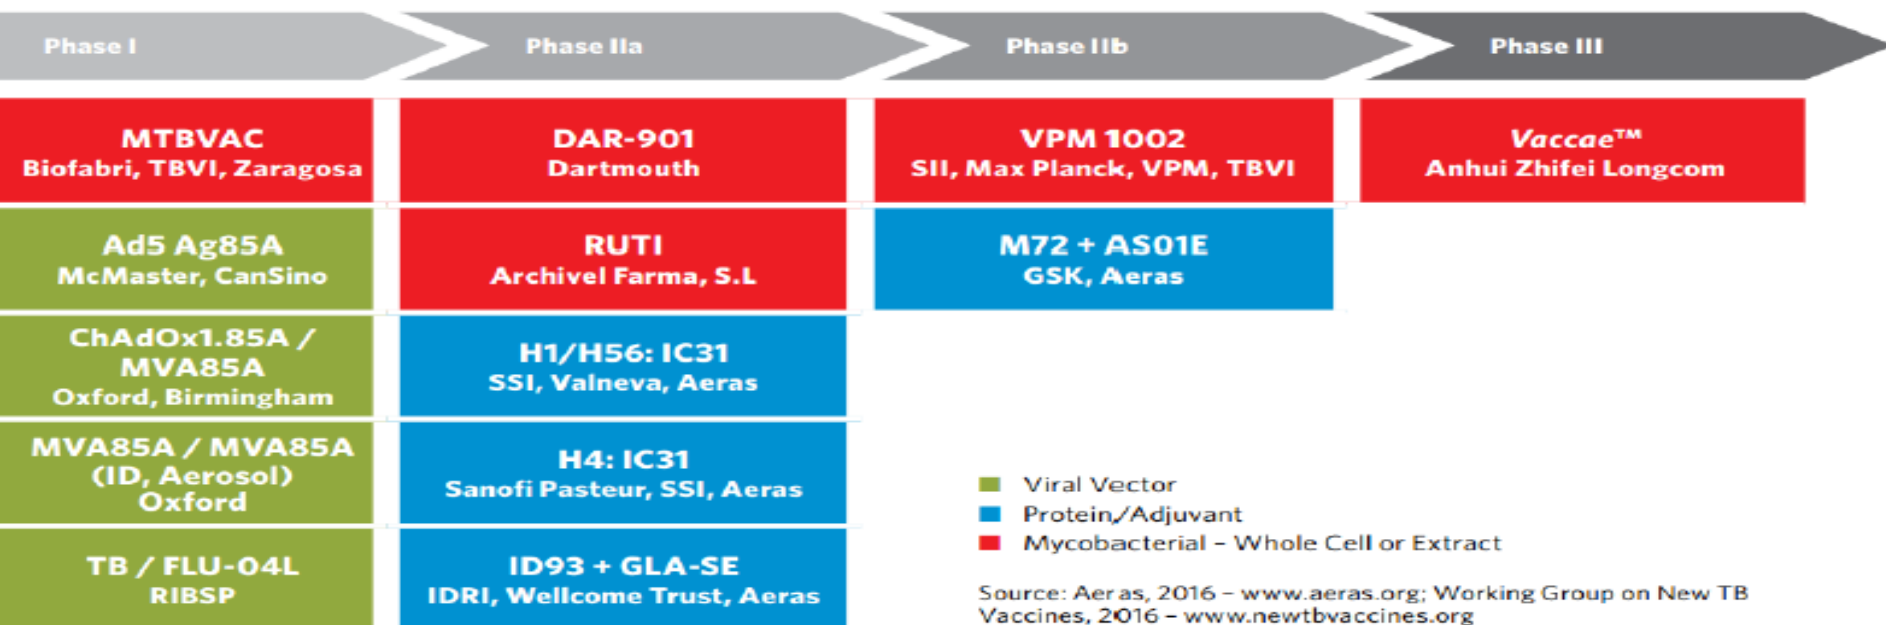 Phase I
Phase IIa
Phase IIb
Phase III
MTBVAC
Biofabri, TBVI, Zaragosa
DAR-901
Dartmouth
VPM 1002
SII, Max Planck, VPM, TBVI
Vaccae™
Anhui Zhifei Longcom
Ad5 Ag85A
McMaster, CanSino
RUTI
Archivel Farma, S.L
M72 + AS01E
GSK, Aeras
ChAdOx1.85A /
MVA85A
Oxford, Birmingham
H1/H56: IC31
SSI, Valneva, Aeras
MVA85A / MVA85A
(ID, Aerosol)
Oxford
H4: IC31
Sanofi Pasteur, SSI, Aeras
TB / FLU-04L
RIBSP
ID93 + GLA-SE
IDRI, Wellcome Trust, Aeras
Viral Vector
Protein/Adjuvant
Mycobacterial – Whole Cell or Extract
Source: Aeras, 2016 – www.aeras.org; Working Group on New TB
Vaccines, 2016 – www.newtbvaccines.org